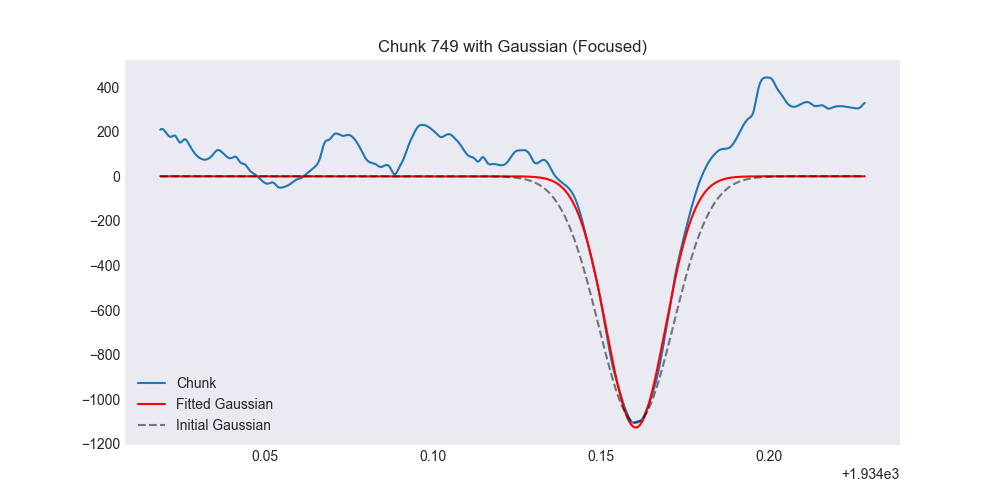 Chunk 749 with Gaussian (Focused)
400
200
0
−200
−400
−600
−800
−1000
−1200
Chunk
Fitted Gaussian
Initial Gaussian
0.05 0.10 0.15 0.20
+1.934e3